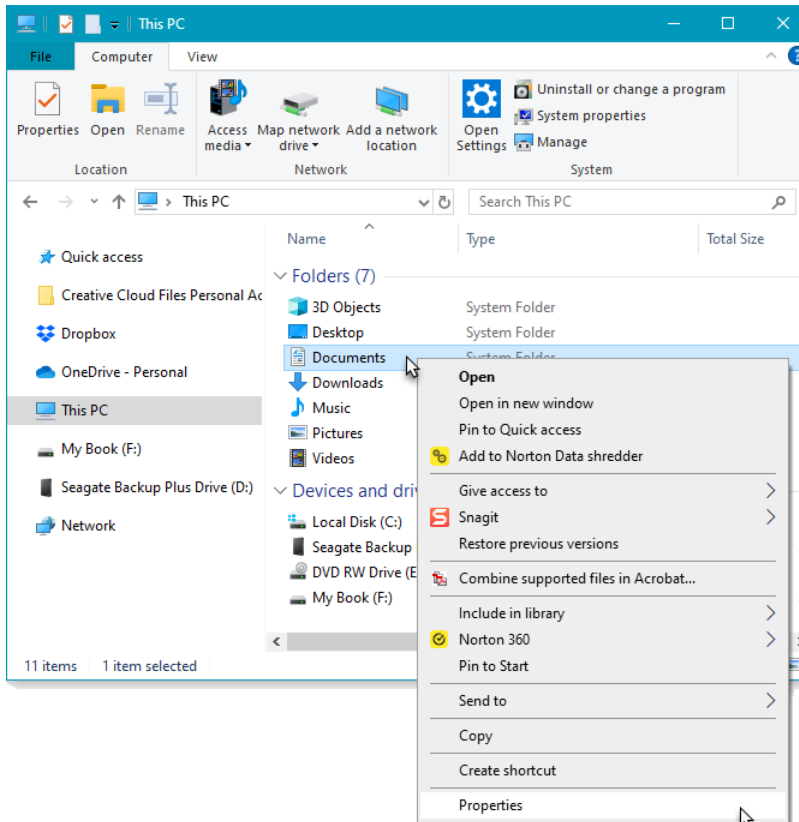 This PC
File Computer View
Properties Open Rename Access media Map network drive Add a network location Open Settings
Uninstall or change a program
System properties
Manage
Location Network System
This PC Search This PC
Name Type Total Size
Quick access
Creative Cloud Files Personal Ac
Dropbox
OneDrive - Personal
This PC
My Book (F:)
Seagate Backup Plus Drive (D:)
Network
Folders (7)
3D Objects System Folder
Desktop System Folder
Documents System Folder
Downloads
Music
Pictures
Videos
Devices and driv
Local Disk (C:)
Seagate Backup
DVD RW Drive (E
My Book (F:)
11 items 1 item selected
Open
Open in new window
Pin to Quick access
Add to Norton Data shredder
Give access to
Snagit
Restore previous versions
Combine supported files in Acrobat...
Include in library
Norton 360
Pin to Start
Send to
Copy
Create shortcut
Properties